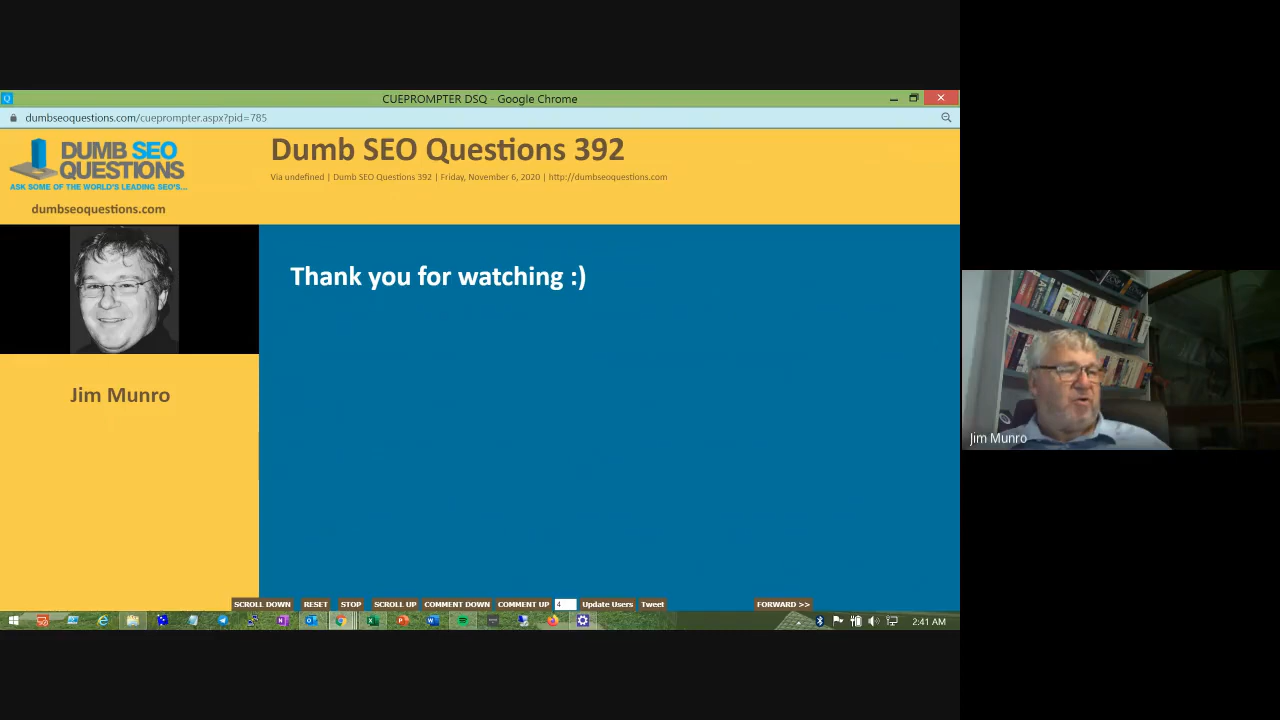 CUEPROMPTER DSQ - Google Chrome
dumbseoquestions.com/cueprompter.aspx?pid=785
DUMB SEO
QUESTIONS
ASK SOME OF THE WORLD'S LEADING SEO'S...
dumbseoquestions.com
Dumb SEO Questions 392
Via undefined | Dumb SEO Questions 392 | Friday, November 6, 2020 | http://dumbseoquestions.com
Thank you for watching :)
Jim Munro
Jim Munro
SCROLL DOWN RESET STOP SCROLL UP COMMENT DOWN COMMENT UP 4 Update Users Tweet FORWARD >>
2:41 AM